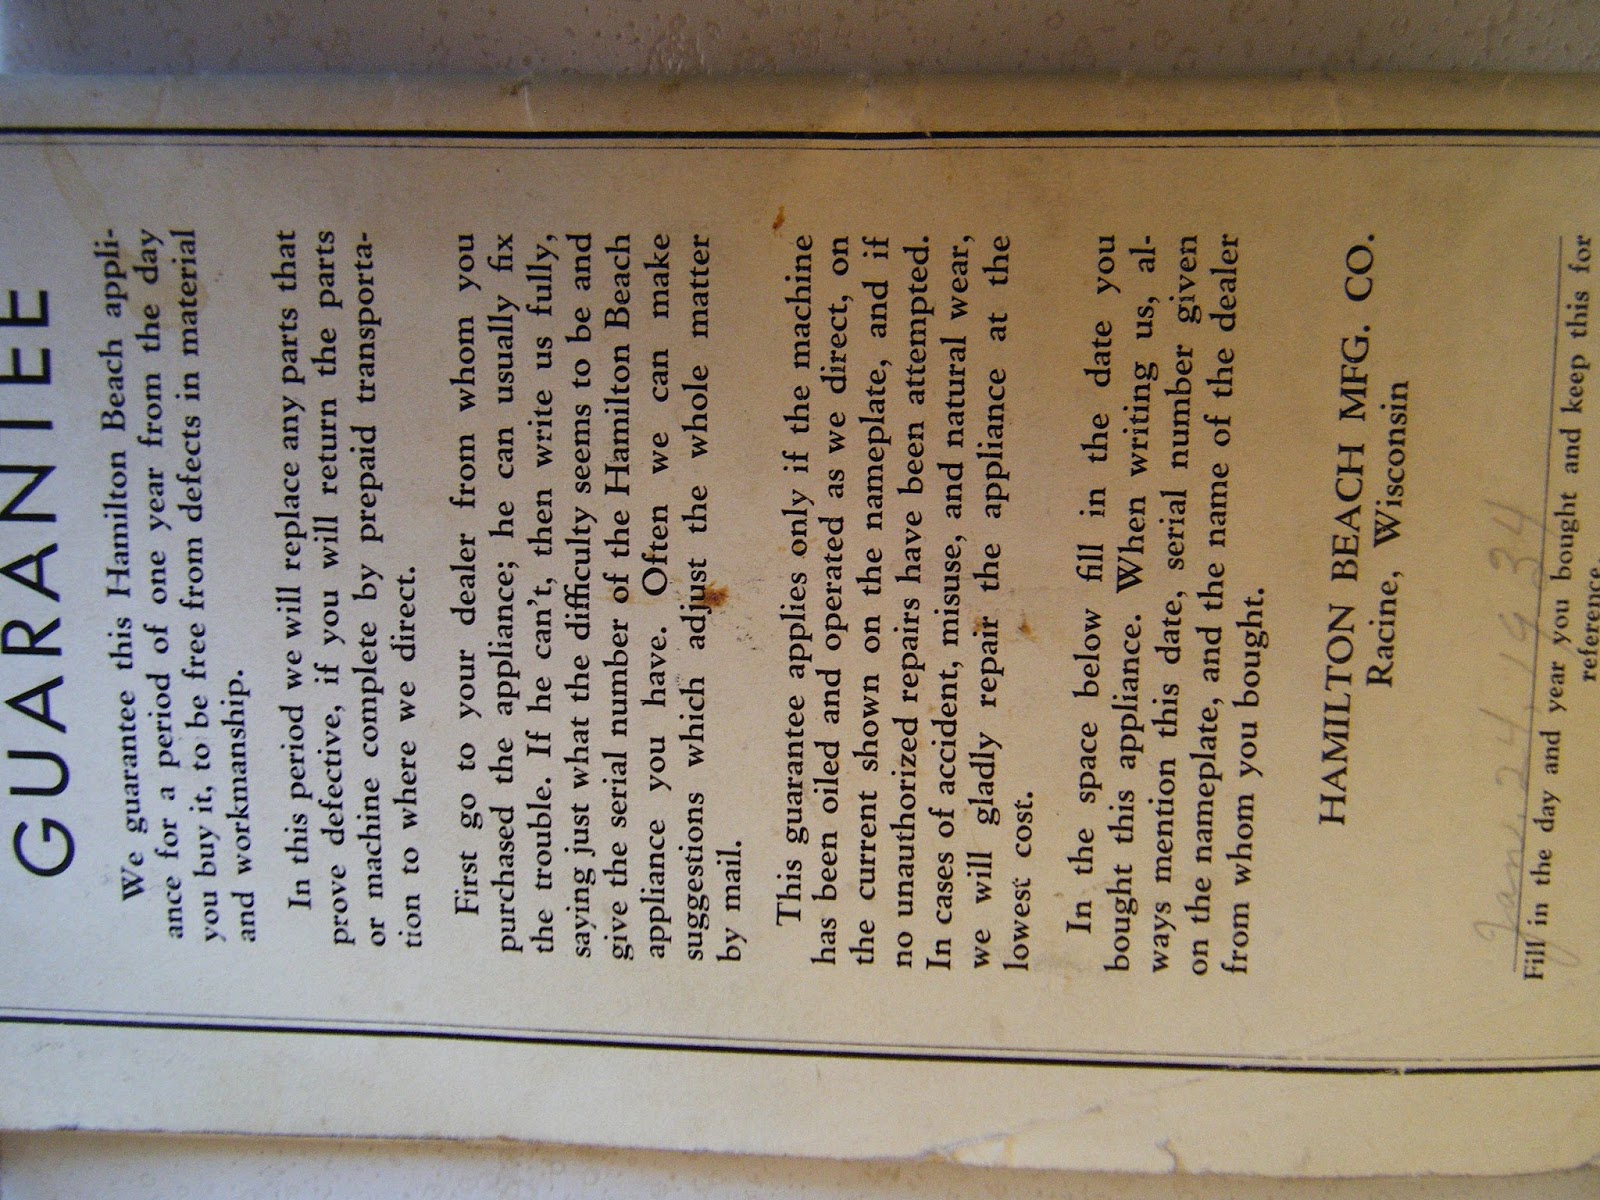 GUARANTEE
We guarantee this Hamilton Beach appli-
ance for a period of one year from the day
you buy it, to be free from defects in material
and workmanship.
In this period we will replace any parts that
prove defective, if you will return the parts
or machine complete by prepaid transporta-
tion to where we direct.
First go to your dealer from whom you
purchased the appliance; he can usually fix
the trouble. If he can't, then write us fully,
saying just what the difficulty seems to be and
give the serial number of the Hamilton Beach
appliance you have. Often we can make
suggestions which adjust the whole matter
by mail.
This guarantee applies only if the machine
has been oiled and operated as we direct, on
the current shown on the nameplate, and if
no unauthorized repairs have been attempted.
In cases of accident, misuse, and natural wear,
we will gladly repair the appliance at the
lowest cost.
In the space below fill in the date you
bought this appliance. When writing us, al-
ways mention this date, serial number given
on the nameplate, and the name of the dealer
from whom you bought.
HAMILTON BEACH MFG. CO.
Racine, Wisconsin
Jan. 24, 1934
Fill in the day and year you bought and keep this for
reference.